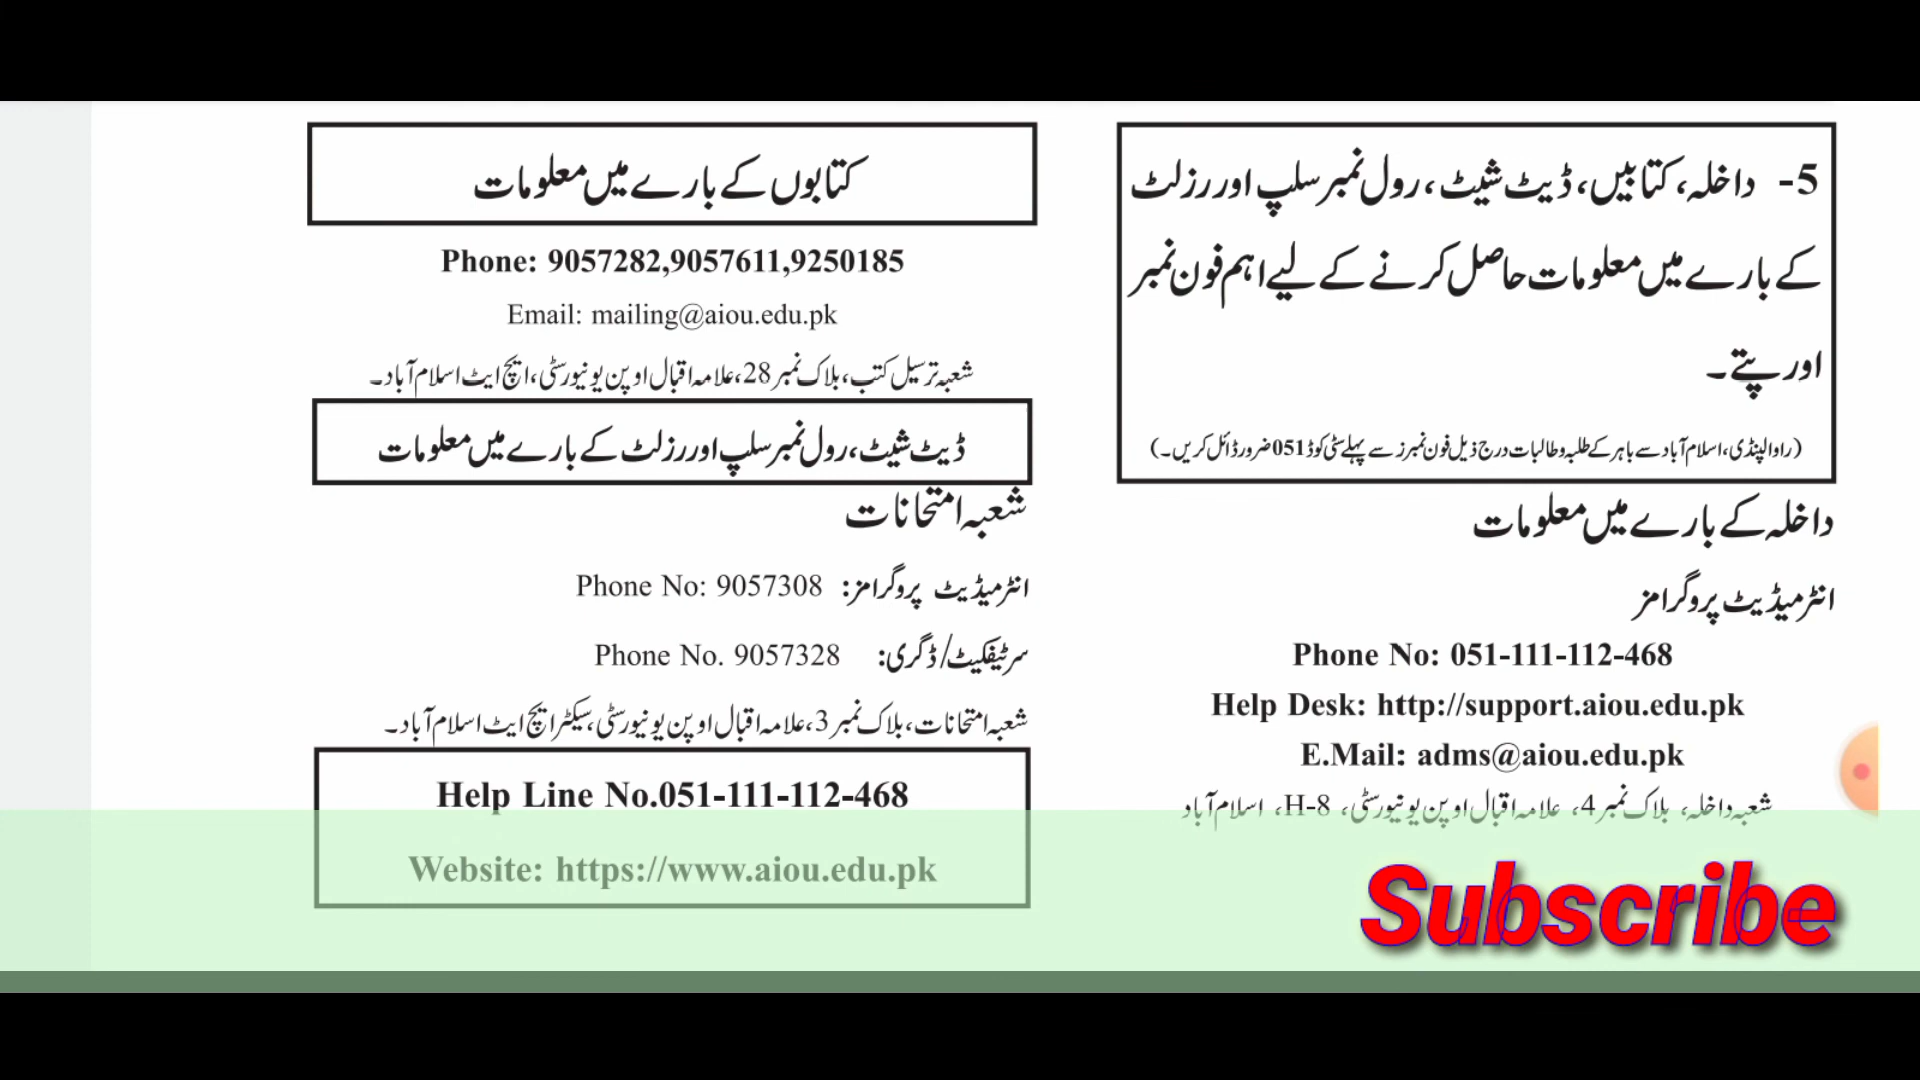 5- داخلہ، کتابیں، ڈیٹ شیٹ، رول نمبر سلپ اور رزلٹ
کے بارے میں معلومات حاصل کرنے کے لیے اہم فون نمبر
اور پتے۔
(راولپنڈی، اسلام آباد سے باہر کے طلبہ و طالبات درج ذیل فون نمبرز سے پہلے سٹی کوڈ 051 ضرور ڈائل کریں۔)
داخلہ کے بارے میں معلومات
انٹرمیڈیٹ پروگرامز
Phone No: 051-111-112-468
Help Desk: http://support.aiou.edu.pk
E.Mail: adms@aiou.edu.pk
شعبہ داخلہ، بلاک نمبر 4، علامہ اقبال اوپن یونیورسٹی، H-8، اسلام آباد
کتابوں کے بارے میں معلومات
Phone: 9057282,9057611,9250185
Email: mailing@aiou.edu.pk
شعبہ ترسیل کتب، بلاک نمبر 28، علامہ اقبال اوپن یونیورسٹی، ایچ ایٹ اسلام آباد۔
ڈیٹ شیٹ، رول نمبر سلپ اور رزلٹ کے بارے میں معلومات
شعبہ امتحانات
انٹرمیڈیٹ پروگرامز: Phone No: 9057308
سرٹیفکیٹ/ڈگری: Phone No. 9057328
شعبہ امتحانات، بلاک نمبر 3، علامہ اقبال اوپن یونیورسٹی، سیکٹر ایچ ایٹ اسلام آباد۔
Help Line No.051-111-112-468
Website: https://www.aiou.edu.pk
Subscribe